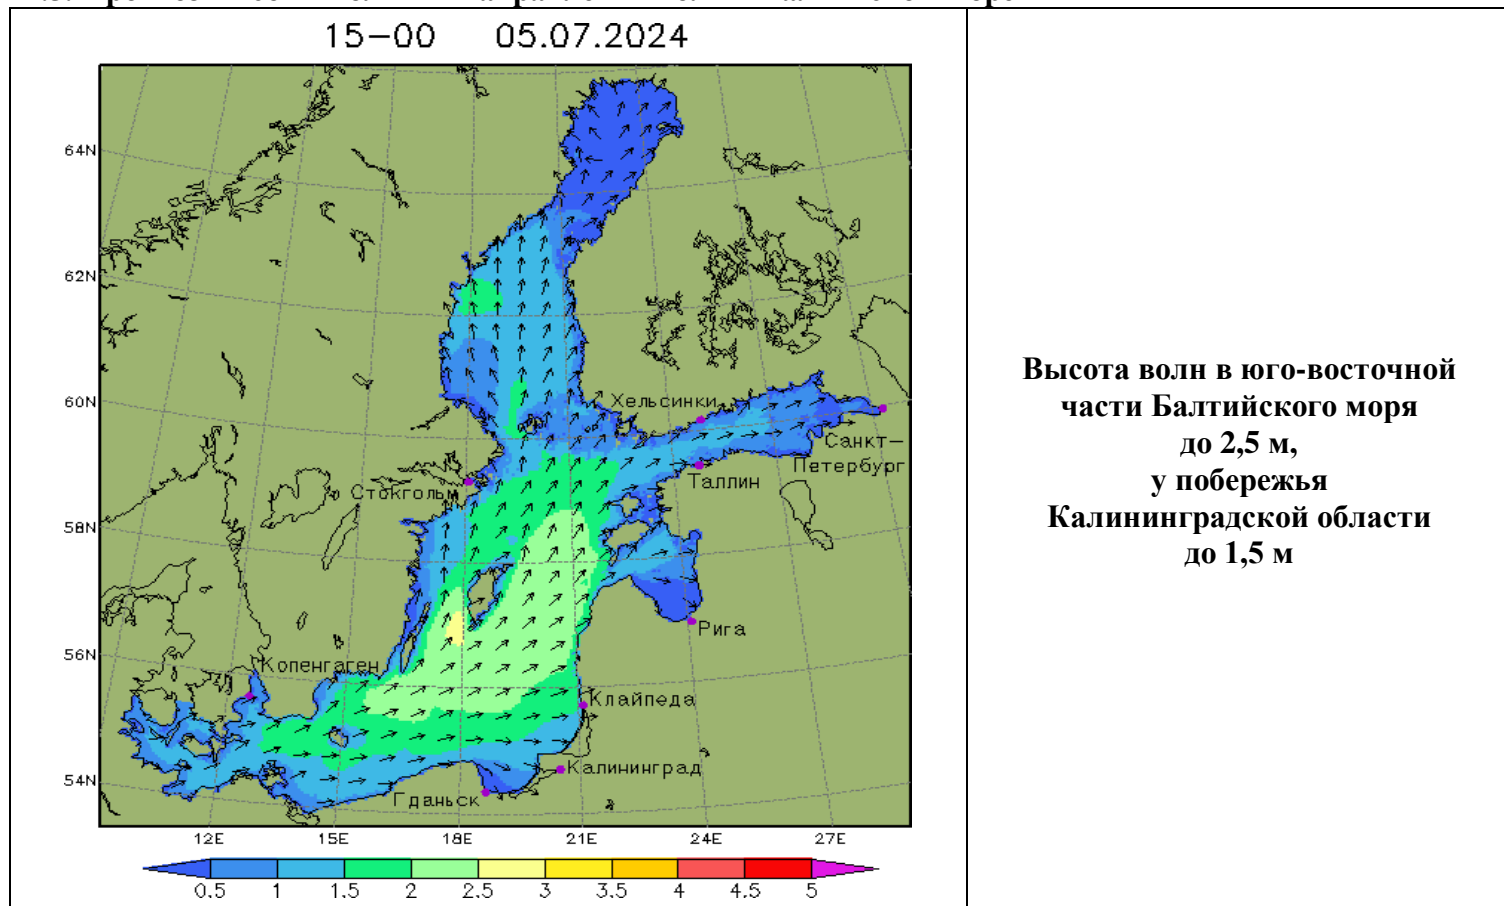 15-00 05.07.2024
64N
62N
60N
58N
56N
54N
Хельсинки
Санкт-
Петербург
Таллин
Стокгольм
Рига
Копенгаген
Клайпеда
Калининград
Гданьск
12E 15E 18E 21E 24E 27E
0.5 1 1.5 2 2.5 3 3.5 4 4.5 5
Высота волн в юго-восточной
части Балтийского моря
до 2,5 м,
у побережья
Калининградской области
до 1,5 м